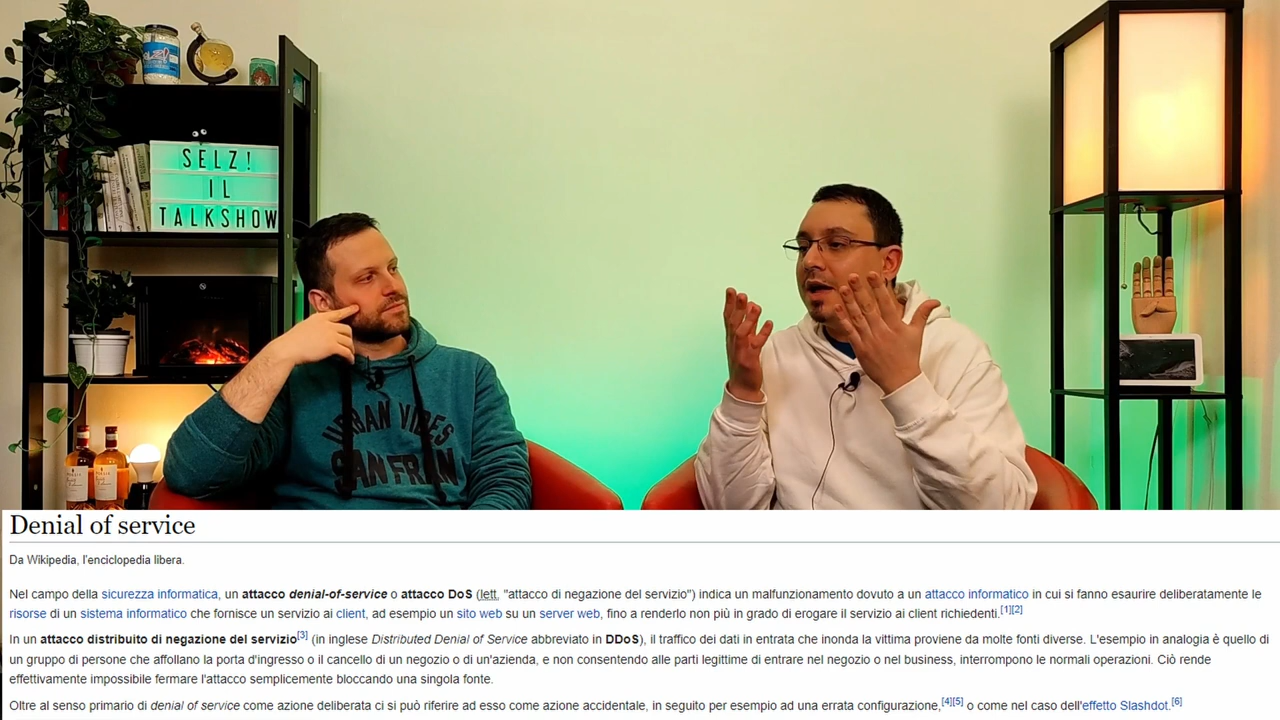 SELZ!
IL
TALKSHOW
URBAN VIBES
SAN FRAN
Denial of service
Da Wikipedia, l'enciclopedia libera.
Nel campo della sicurezza informatica, un attacco denial-of-service o attacco DoS (lett. "attacco di negazione del servizio") indica un malfunzionamento dovuto a un attacco informatico in cui si fanno esaurire deliberatamente le
risorse di un sistema informatico che fornisce un servizio ai client, ad esempio un sito web su un server web, fino a renderlo non più in grado di erogare il servizio ai client richiedenti.[1][2]
In un attacco distribuito di negazione del servizio[3] (in inglese Distributed Denial of Service abbreviato in DDoS), il traffico dei dati in entrata che inonda la vittima proviene da molte fonti diverse. L'esempio in analogia è quello di
un gruppo di persone che affollano la porta d'ingresso o il cancello di un negozio o di un'azienda, e non consentendo alle parti legittime di entrare nel negozio o nel business, interrompono le normali operazioni. Ciò rende
effettivamente impossibile fermare l'attacco semplicemente bloccando una singola fonte.
Oltre al senso primario di denial of service come azione deliberata ci si può riferire ad esso come azione accidentale, in seguito per esempio ad una errata configurazione,[4][5] o come nel caso dell'effetto Slashdot.[6]